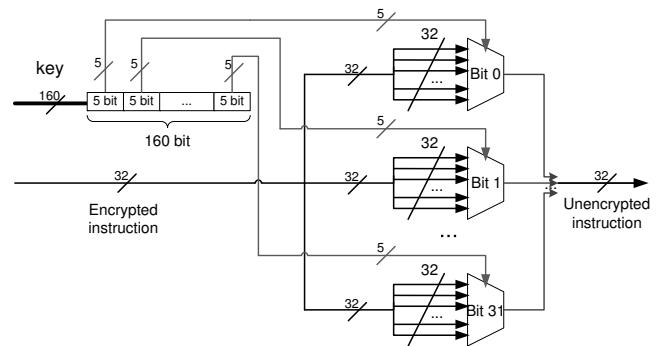 key
160
5 bit 5 bit ... 5 bit
160 bit
5
5
5
32
Encrypted
instruction
5
32
32
...
Bit 0
5
32
32
...
Bit 1
...
5
32
32
...
Bit 31
...
32
Unencrypted
instruction